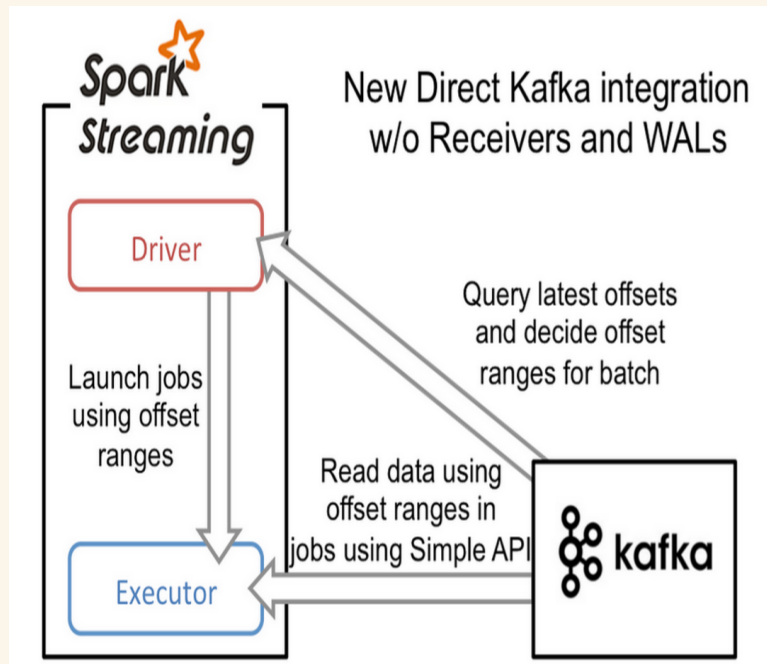 Spark
Streaming
New Direct Kafka integration
w/o Receivers and WALs
Driver
Query latest offsets
and decide offset
ranges for batch
Launch jobs
using offset
ranges
Read data using
offset ranges in
jobs using Simple API
kafka
Executor